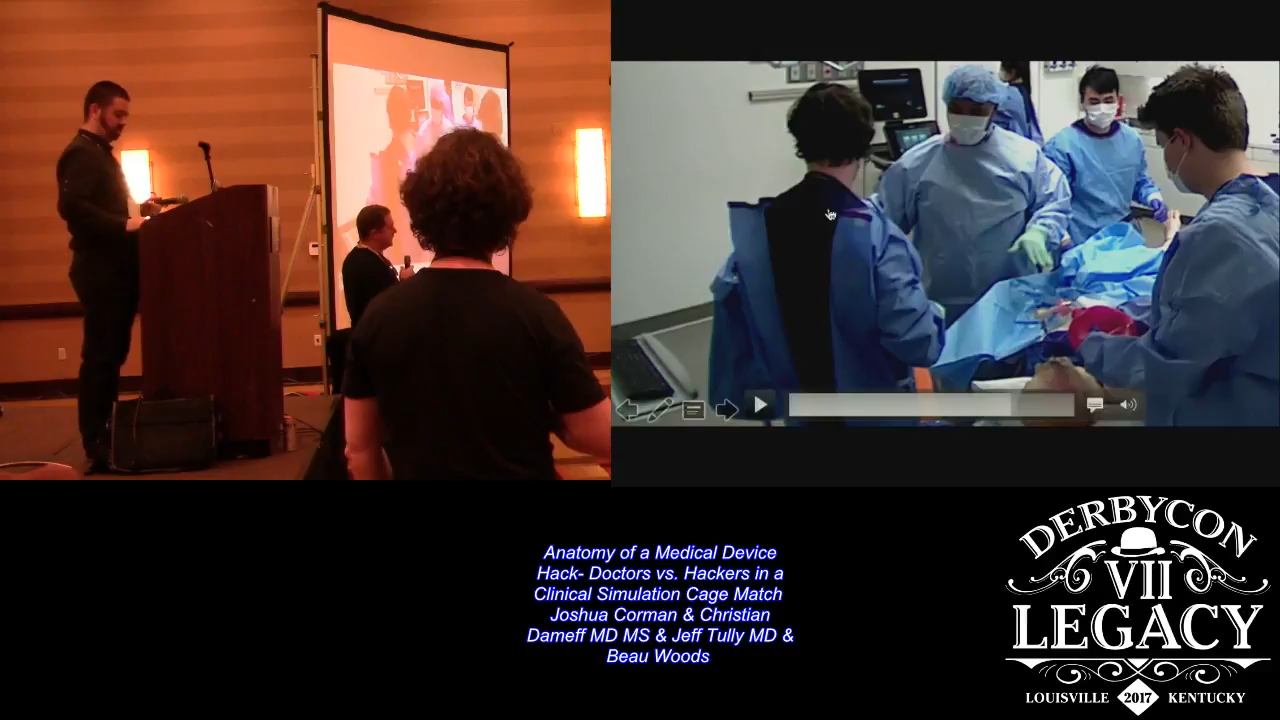 Anatomy of a Medical Device
Hack- Doctors vs. Hackers in a
Clinical Simulation Cage Match
Joshua Corman & Christian
Dameff MD MS & Jeff Tully MD &
Beau Woods
DERBYCON
VII
LEGACY
LOUISVILLE 2017 KENTUCKY